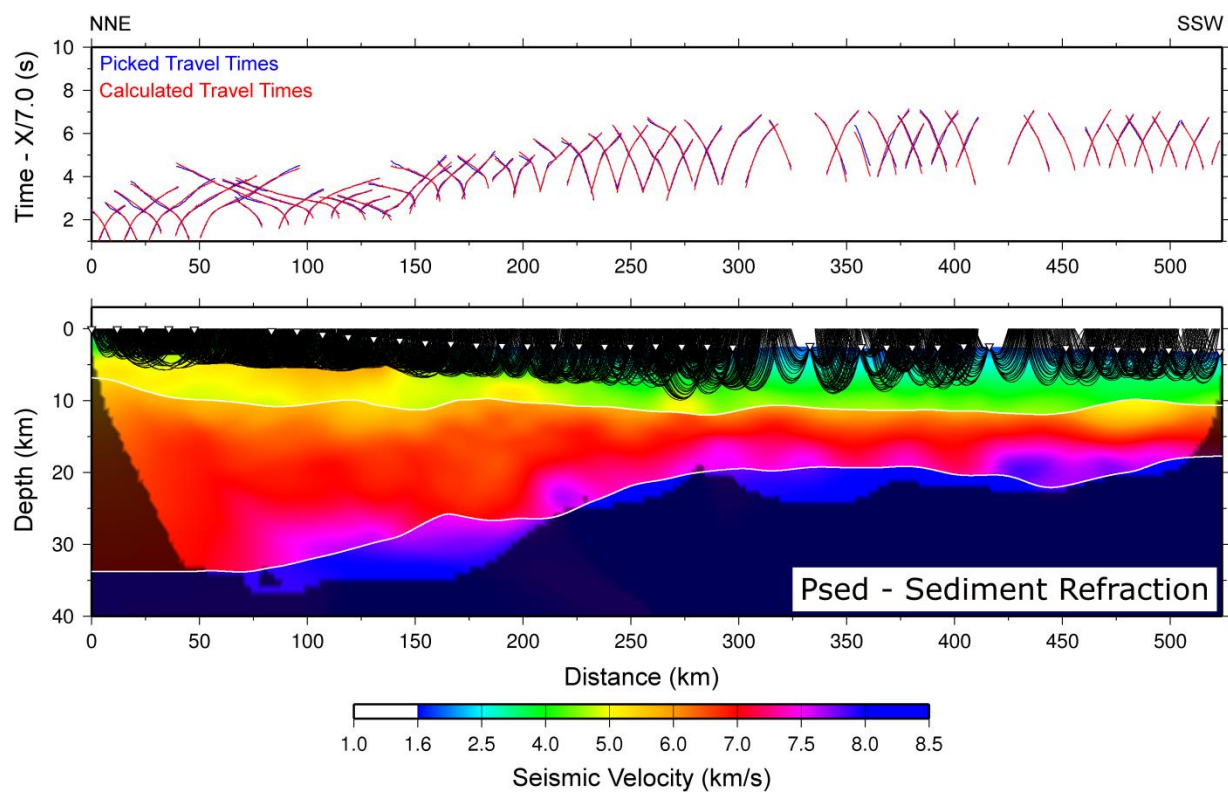 NNE SSW
Time - X/7.0 (s)
10
8
6
4
2
Picked Travel Times
Calculated Travel Times
0 50 100 150 200 250 300 350 400 450 500
Depth (km)
0
10
20
30
40
Psed - Sediment Refraction
0 50 100 150 200 250 300 350 400 450 500
Distance (km)
1.0 1.6 2.5 4.0 5.0 6.0 7.0 7.5 8.0 8.5
Seismic Velocity (km/s)